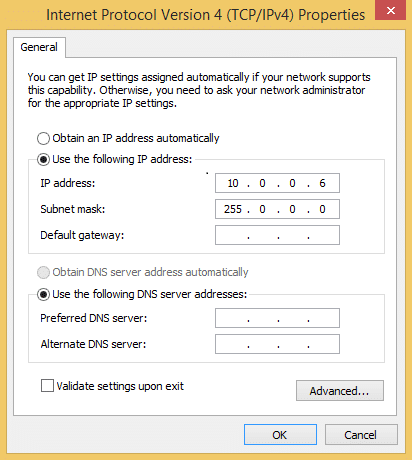 Internet Protocol Version 4 (TCP/IPv4) Properties
General
You can get IP settings assigned automatically if your network supports
this capability. Otherwise, you need to ask your network administrator
for the appropriate IP settings.
Obtain an IP address automatically
Use the following IP address:
IP address: 10 . 0 . 0 . 6
Subnet mask: 255 . 0 . 0 . 0
Default gateway: . . .
Obtain DNS server address automatically
Use the following DNS server addresses:
Preferred DNS server: . . .
Alternate DNS server: . . .
Validate settings upon exit
Advanced...
OK Cancel